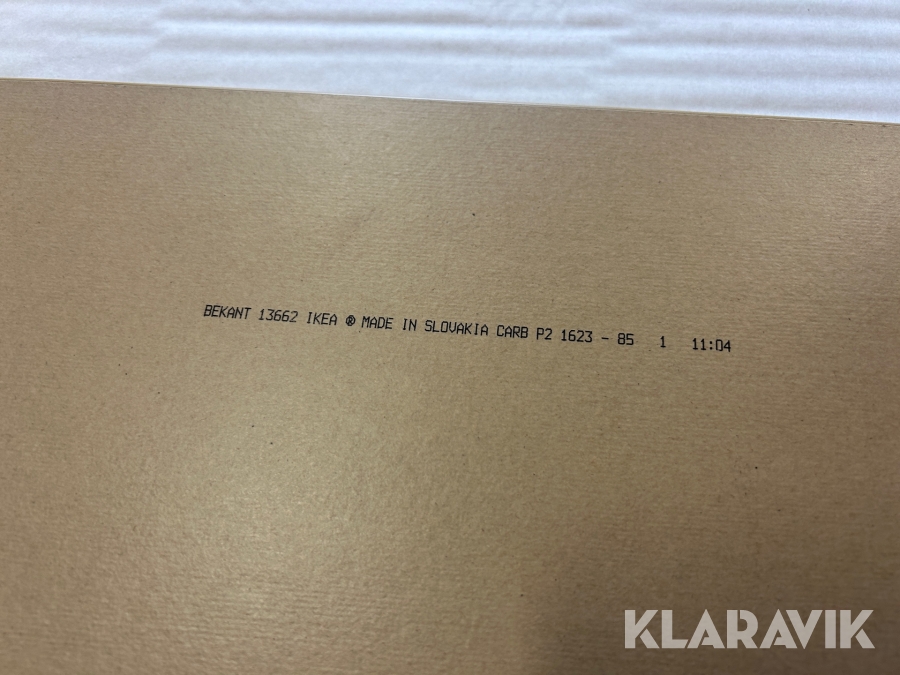 BEKANT 13662 IKEA ® MADE IN SLOVAKIA CARB P2 1623 - 85 1 11:04
KLARAVIK